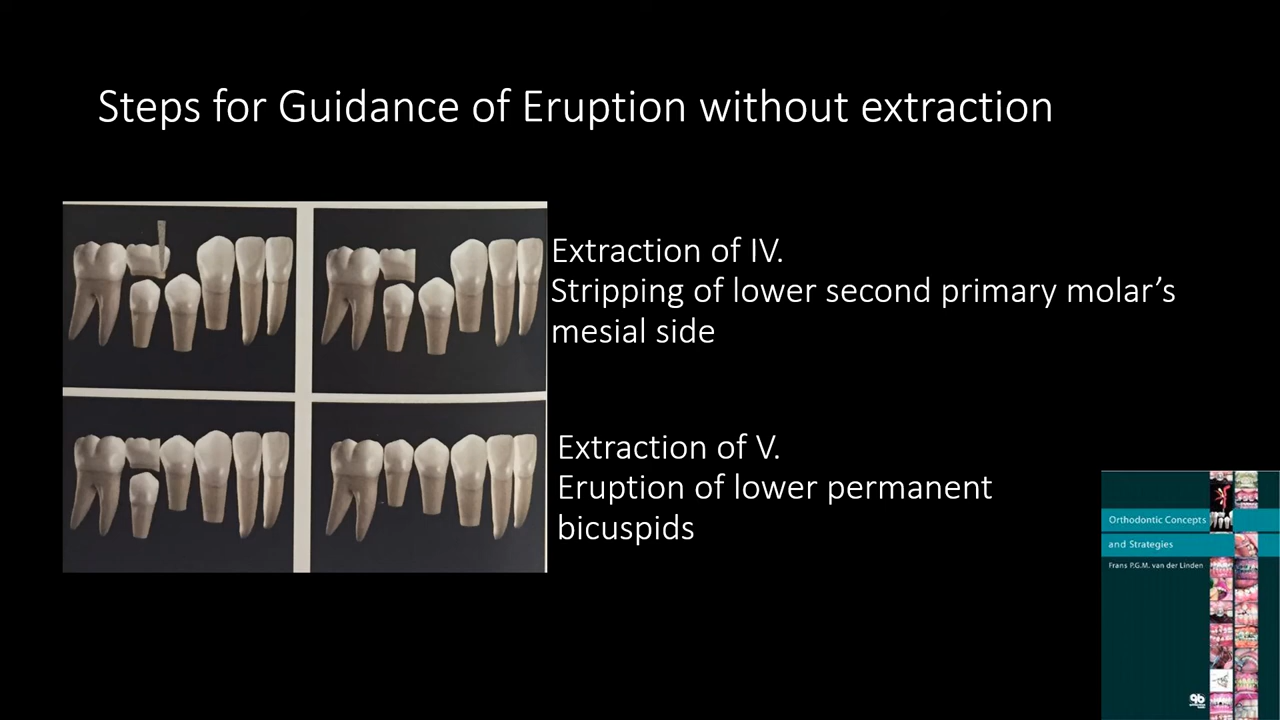 Steps for Guidance of Eruption without extraction
Extraction of IV.
Stripping of lower second primary molar’s
mesial side
Extraction of V.
Eruption of lower permanent
bicuspids
Orthodontic Concepts
and Strategies
Frans P.G.M. van der Linden